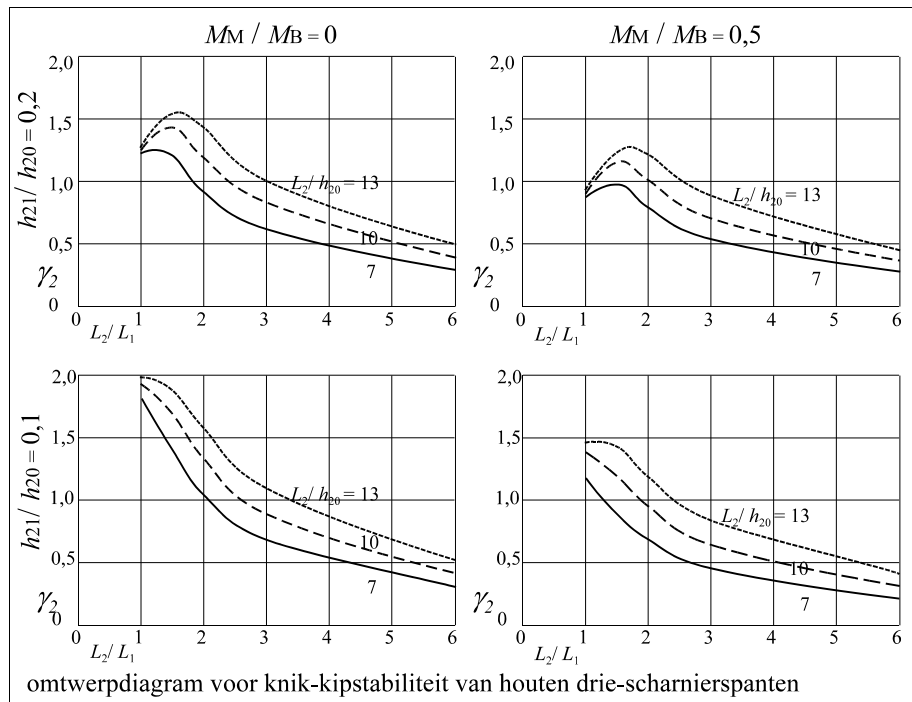 MM / MB = 0
MM / MB = 0,5
h21/ h20 = 0,2
2,0
1,5
1,0
0,5
0
γ2
L2/ h20 = 13
10
7
0 1 2 3 4 5 6
L2/ L1
2,0
1,5
1,0
0,5
0
γ2
L2/ h20 = 13
10
7
0 1 2 3 4 5 6
L2/ L1
h21/ h20 = 0,1
2,0
1,5
1,0
0,5
0
γ2
L2/ h20 = 13
10
7
0 1 2 3 4 5 6
L2/ L1
2,0
1,5
1,0
0,5
0
γ2
L2/ h20 = 13
10
7
0 1 2 3 4 5 6
L2/ L1
omtwerpdiagram voor knik-kipstabiliteit van houten drie-scharnierspanten